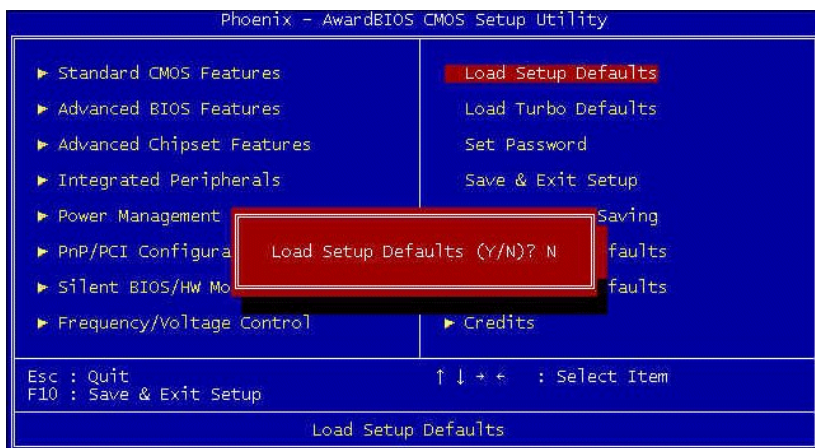 Phoenix - AwardBIOS CMOS Setup Utility
▶ Standard CMOS Features
▶ Advanced BIOS Features
▶ Advanced Chipset Features
▶ Integrated Peripherals
▶ Power Management
▶ PnP/PCI Configura
▶ Silent BIOS/HW Mo
▶ Frequency/Voltage Control
Load Setup Defaults
Load Turbo Defaults
Set Password
Save & Exit Setup
Saving
faults
faults
▶ Credits
Load Setup Defaults (Y/N)? N
Esc : Quit
F10 : Save & Exit Setup
↑ ↓ → ← : Select Item
Load Setup Defaults